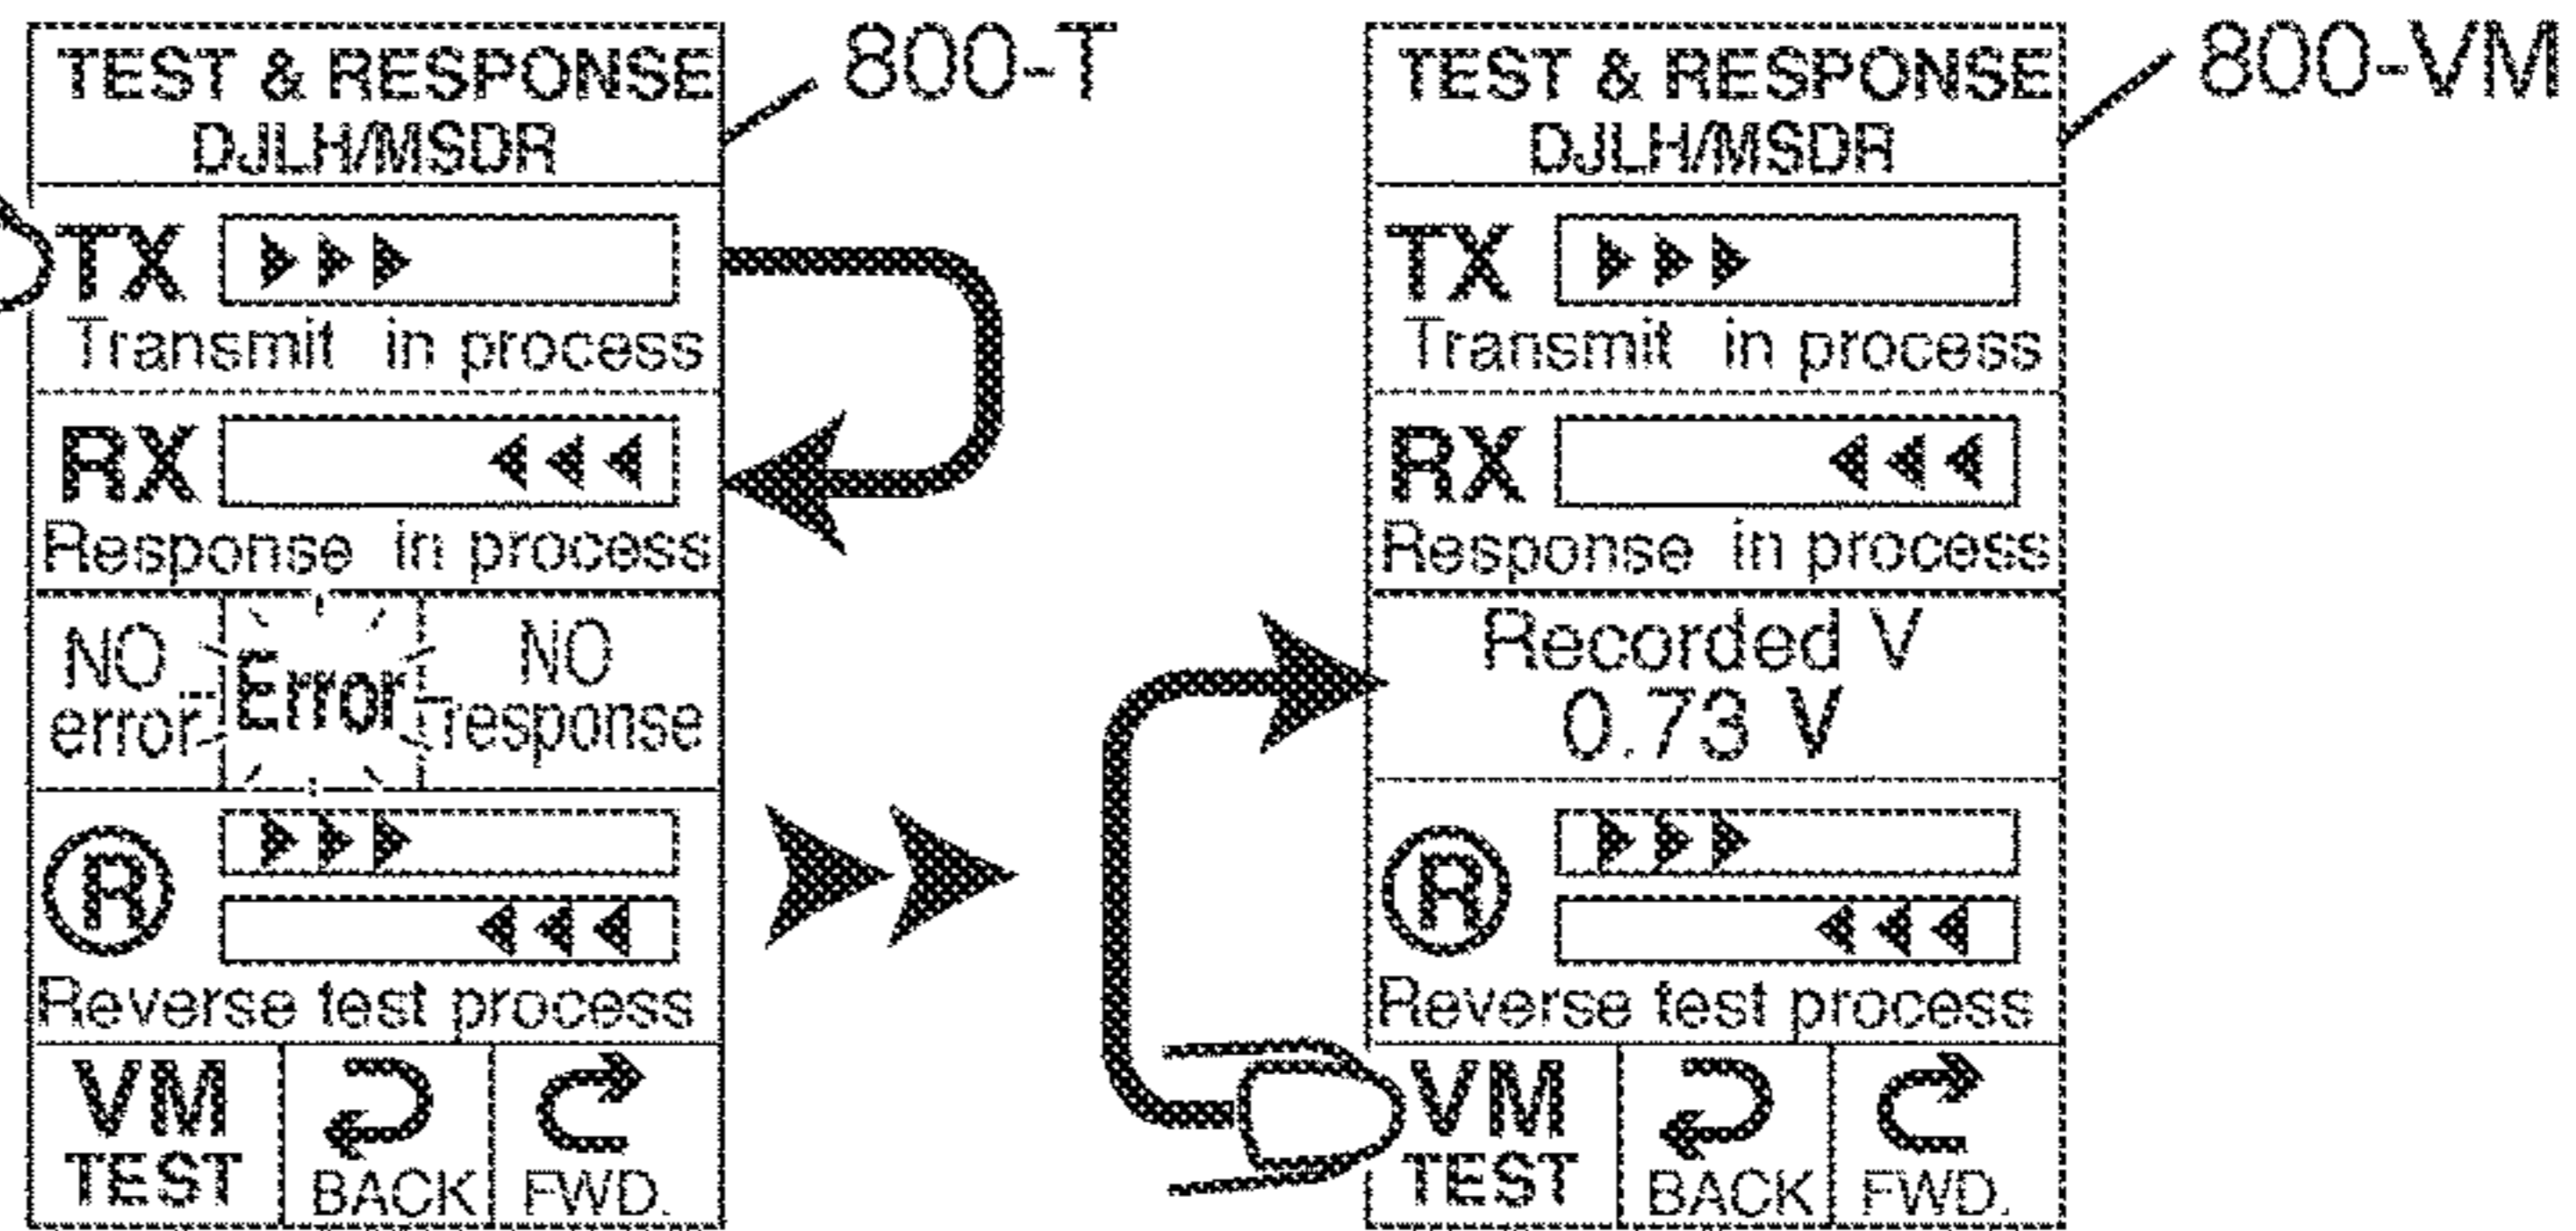 TEST & RESPONSE
DJLH/MSDR
800-T
TX
Transmit in process
RX
Response in process
NO error
Error
NO response
R
Reverse test process
VM TEST
BACK
FWD.
TEST & RESPONSE
DJLH/MSDR
800-VM
TX
Transmit in process
RX
Response in process
Recorded V
0.73 V
R
Reverse test process
VM TEST
BACK
FWD.